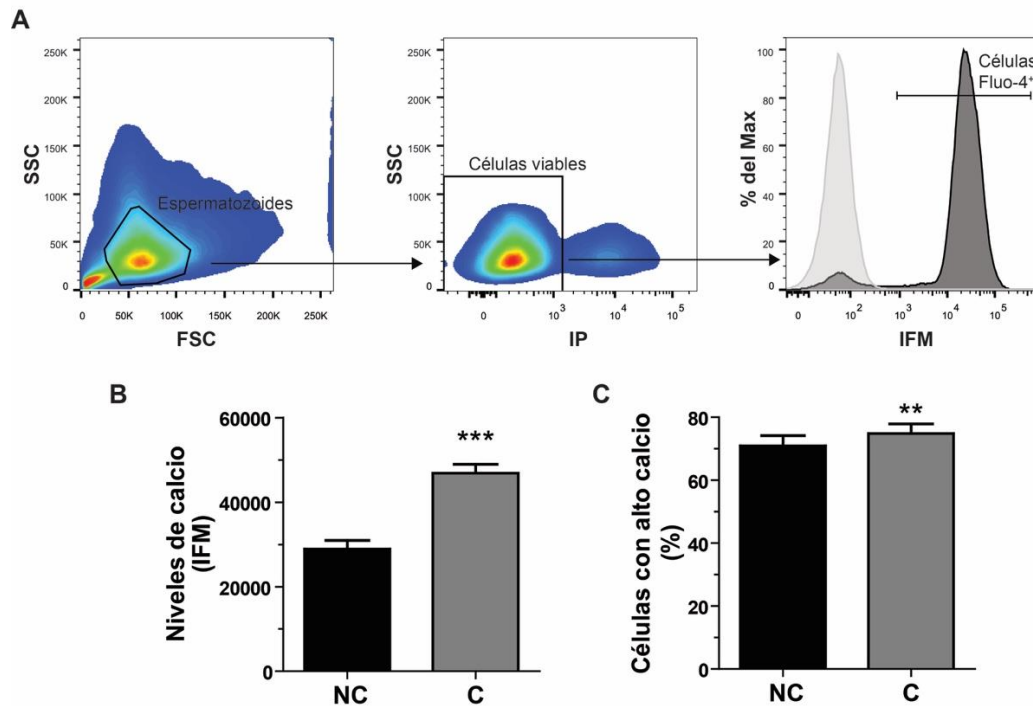 A
SSC
250K
200K
150K
100K
50K
0
Espermatozoides
0
50K
100K
150K
200K
250K
FSC
SSC
250K
200K
150K
100K
50K
0
Células viables
0
10³
10⁴
10⁵
IP
% del Max
100
80
60
40
20
0
Células
Fluo-4⁺
0
10²
10³
10⁴
10⁵
IFM
B
Niveles de calcio
(IFM)
60000
40000
20000
0
***
NC
C
C
Células con alto calcio
(%)
80
60
40
20
0
**
NC
C